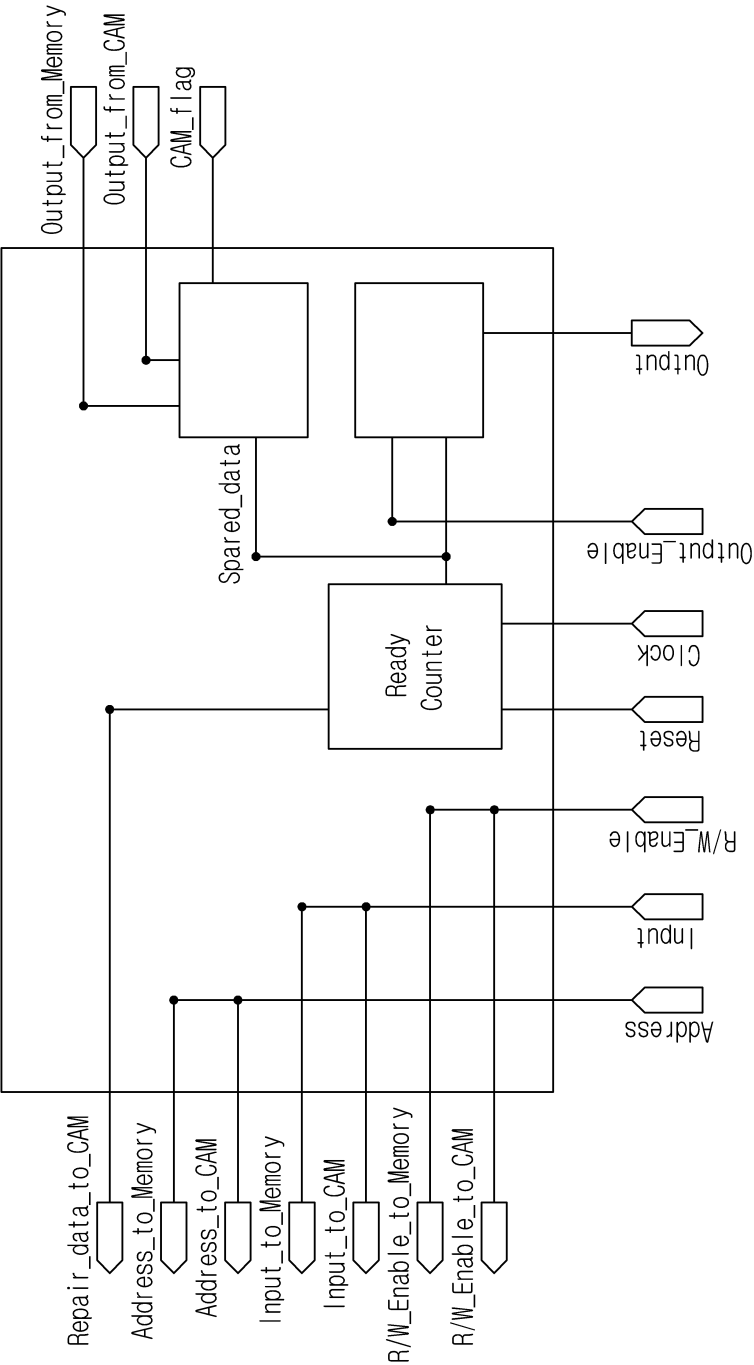 Output_from_Memory
Output_from_CAM
CAM_flag
Output
Spared_data
Output_Enable
Ready
Counter
Clock
Reset
R/W_Enable
Input
Address
Repair_data_to_CAM
Address_to_Memory
Address_to_CAM
Input_to_Memory
Input_to_CAM
R/W_Enable_to_Memory
R/W_Enable_to_CAM